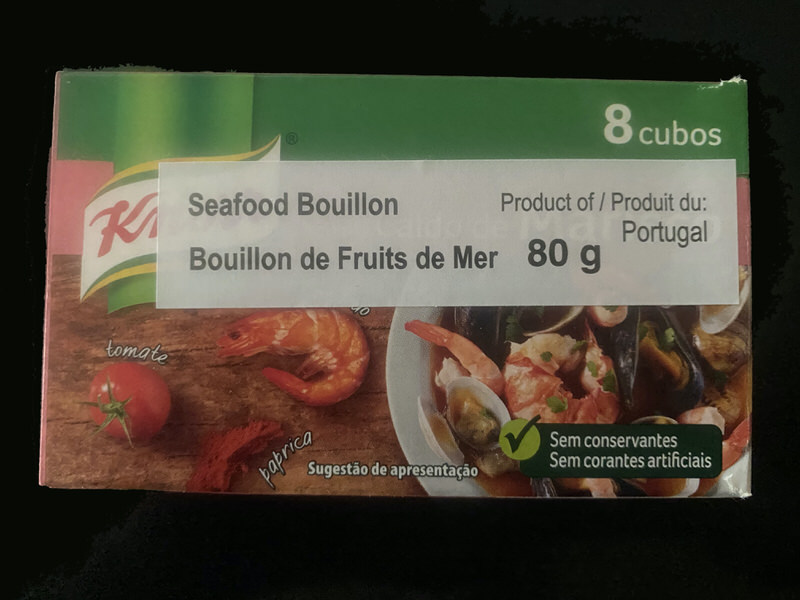 8 cubos
®
Seafood Bouillon
Product of / Produit du:
Portugal
Bouillon de Fruits de Mer 80 g
tomate
paprica
Sugestão de apresentação
Sem conservantes
Sem corantes artificiais